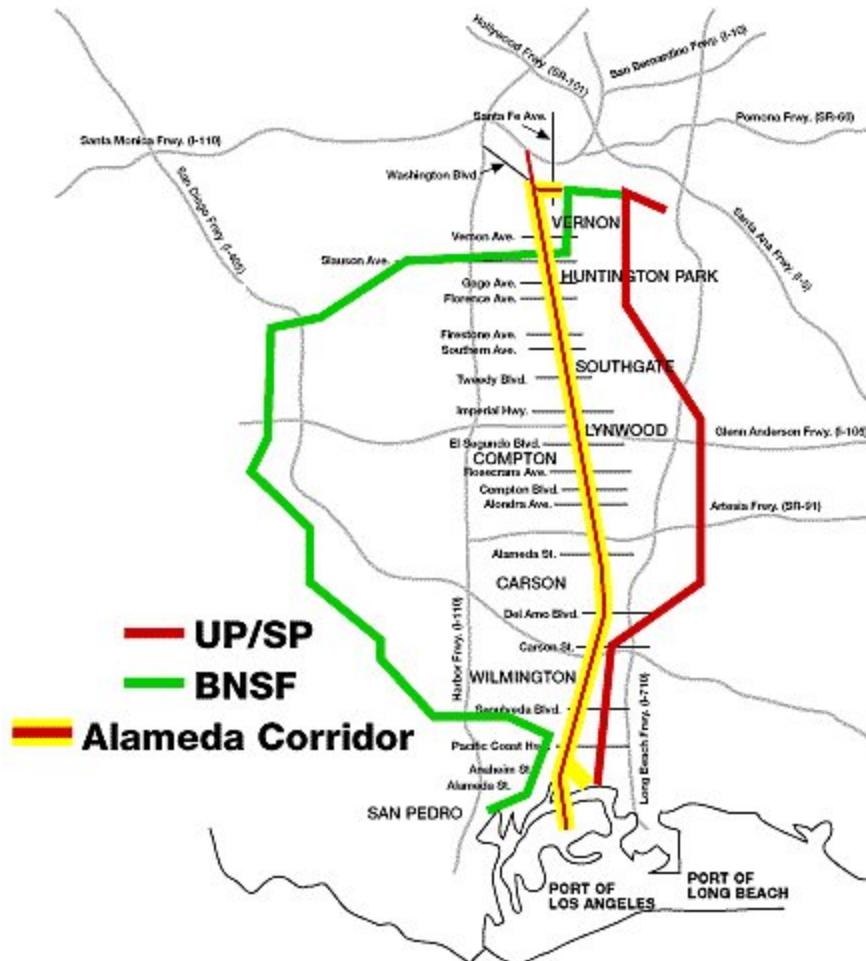 Hollywood Frwy. (SR-101)
San Bernantino Frwy. (I-10)
Santa Fe Ave.
Pomona Frwy. (SR-60)
Santa Monica Frwy. (I-110)
Washington Blvd.
San Diego Frwy (I-405)
Santa Ana Frwy. (I-5)
VERNON
Vernon Ave.
Slauson Ave.
HUNTINGTON PARK
Gage Ave.
Florence Ave.
Firestone Ave.
Southern Ave.
SOUTHGATE
Tweedy Blvd.
Imperial Hwy.
LYNWOOD
Glenn Anderson Frwy. (I-105)
El Segundo Blvd.
COMPTON
Rosecrans Ave.
Compton Blvd.
Alondra Ave.
Artesia Frwy. (SR-91)
Alameda St.
CARSON
Del Amo Blvd.
UP/SP
Harbor Frwy. (I-110)
Carson St.
WILMINGTON
BNSF
Sepulveda Blvd.
Long Beach Frwy. (I-710)
Alameda Corridor
Pacific Coast Hwy.
Anaheim St.
Alameda St.
SAN PEDRO
PORT OF
LOS ANGELES
PORT OF
LONG BEACH